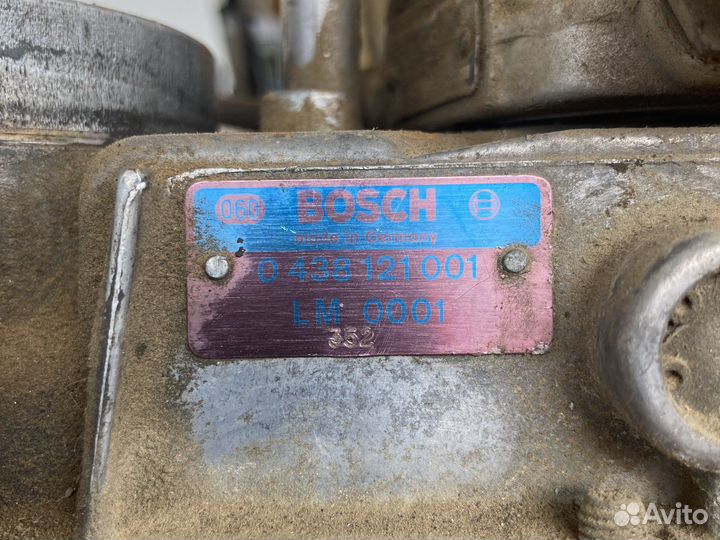 060 BOSCH
Made in Germany
0 438 121 001
LM 0001
352
Avito